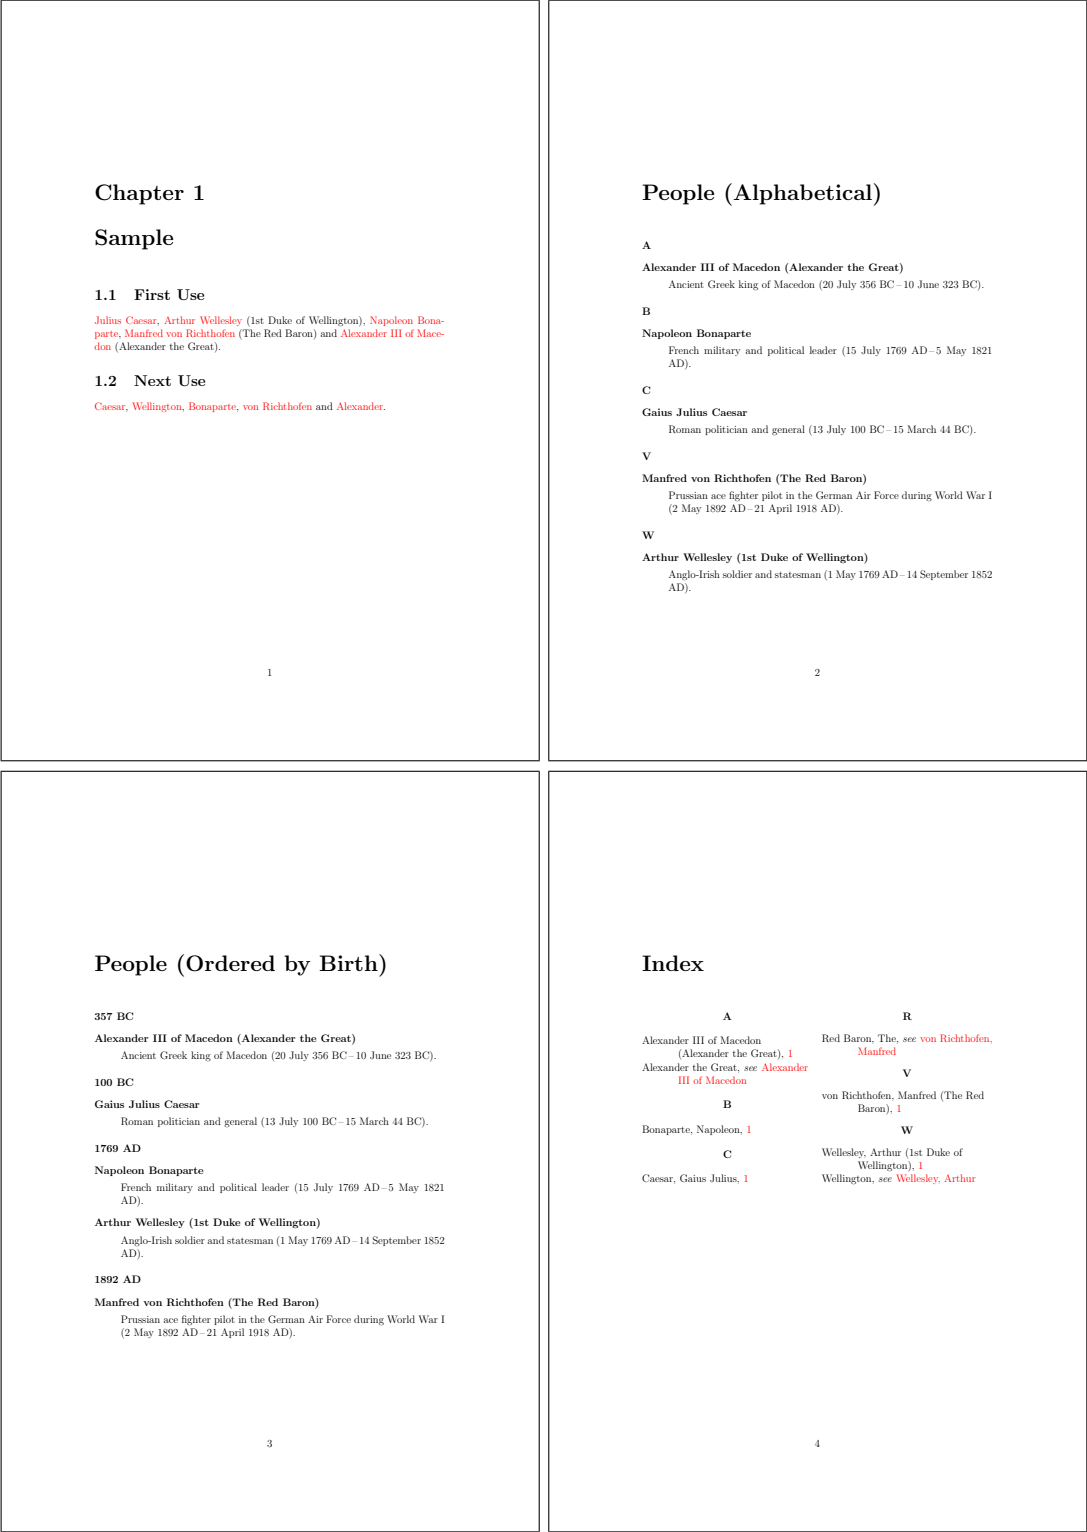 Chapter 1
Sample
1.1 First Use
Julius Caesar, Arthur Wellesley (1st Duke of Wellington), Napoleon Bona-
parte, Manfred von Richthofen (The Red Baron) and Alexander III of Mace-
don (Alexander the Great).
1.2 Next Use
Caesar, Wellington, Bonaparte, von Richthofen and Alexander.
1
People (Alphabetical)
A
Alexander III of Macedon (Alexander the Great)
Ancient Greek king of Macedon (20 July 356 BC – 10 June 323 BC).
B
Napoleon Bonaparte
French military and political leader (15 July 1769 AD – 5 May 1821
AD).
C
Gaius Julius Caesar
Roman politician and general (13 July 100 BC – 15 March 44 BC).
V
Manfred von Richthofen (The Red Baron)
Prussian ace fighter pilot in the German Air Force during World War I
(2 May 1892 AD – 21 April 1918 AD).
W
Arthur Wellesley (1st Duke of Wellington)
Anglo-Irish soldier and statesman (1 May 1769 AD – 14 September 1852
AD).
2
People (Ordered by Birth)
357 BC
Alexander III of Macedon (Alexander the Great)
Ancient Greek king of Macedon (20 July 356 BC – 10 June 323 BC).
100 BC
Gaius Julius Caesar
Roman politician and general (13 July 100 BC – 15 March 44 BC).
1769 AD
Napoleon Bonaparte
French military and political leader (15 July 1769 AD – 5 May 1821
AD).
Arthur Wellesley (1st Duke of Wellington)
Anglo-Irish soldier and statesman (1 May 1769 AD – 14 September 1852
AD).
1892 AD
Manfred von Richthofen (The Red Baron)
Prussian ace fighter pilot in the German Air Force during World War I
(2 May 1892 AD – 21 April 1918 AD).
3
Index
A
Alexander III of Macedon
(Alexander the Great), 1
Alexander the Great, see Alexander
III of Macedon
B
Bonaparte, Napoleon, 1
C
Caesar, Gaius Julius, 1
R
Red Baron, The, see von Richthofen,
Manfred
V
von Richthofen, Manfred (The Red
Baron), 1
W
Wellesley, Arthur (1st Duke of
Wellington), 1
Wellington, see Wellesley, Arthur
4